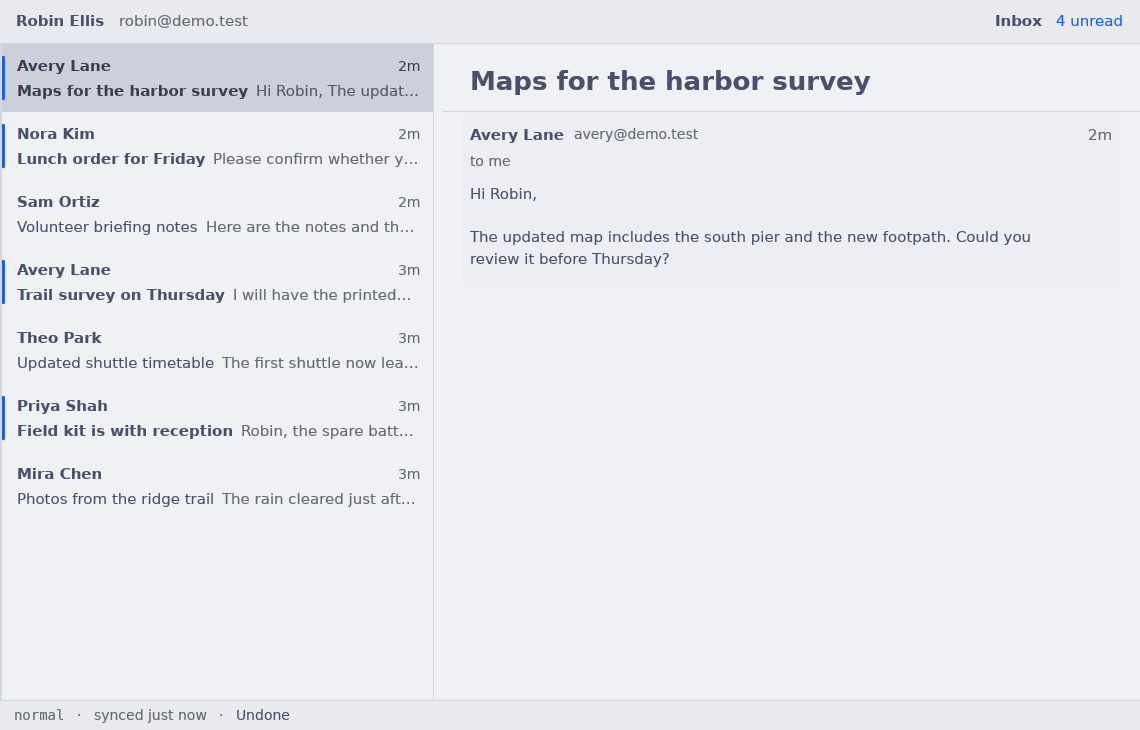 Robin Ellis robin@demo.test Inbox 4 unread
Avery Lane 2m
Maps for the harbor survey Hi Robin, The updat…
Nora Kim 2m
Lunch order for Friday Please confirm whether y…
Sam Ortiz 2m
Volunteer briefing notes Here are the notes and th…
Avery Lane 3m
Trail survey on Thursday I will have the printed…
Theo Park 3m
Updated shuttle timetable The first shuttle now lea…
Priya Shah 3m
Field kit is with reception Robin, the spare batt…
Mira Chen 3m
Photos from the ridge trail The rain cleared just aft…
Maps for the harbor survey
Avery Lane avery@demo.test 2m
to me
Hi Robin,
The updated map includes the south pier and the new footpath. Could you
review it before Thursday?
normal · synced just now · Undone